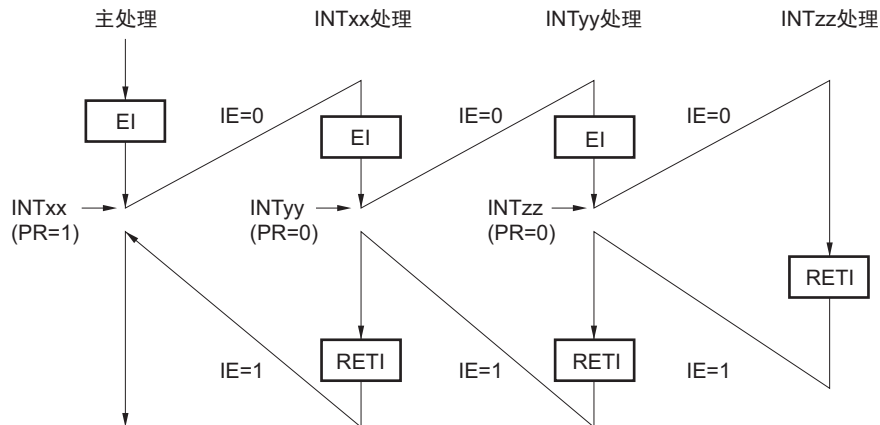 主处理
INTxx处理
INTyy处理
INTzz处理
EI
IE=0
EI
IE=0
EI
IE=0
INTxx
(PR=1)
INTyy
(PR=0)
INTzz
(PR=0)
RETI
IE=1
RETI
IE=1
RETI
IE=1